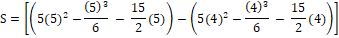 S = [(5(5)² − (5)³/6 − 15/2 (5)) − (5(4)² − (4)³/6 − 15/2 (4))]